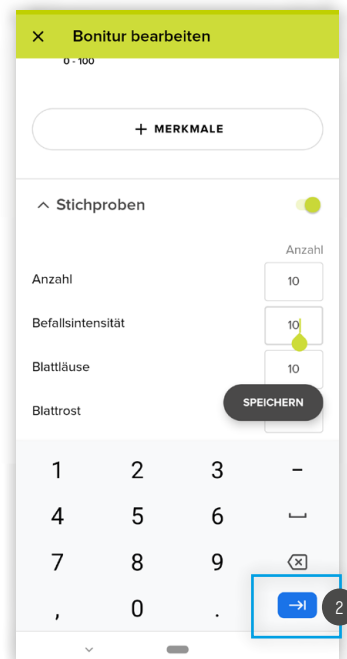 × Bonitur bearbeiten
0 - 100
+ MERKMALE
Stichproben
Anzahl
Anzahl 10
Befallsintensität 10
Blattläuse 10
SPEICHERN
Blattrost
1 2 3 -
4 5 6
7 8 9
, 0 .
2